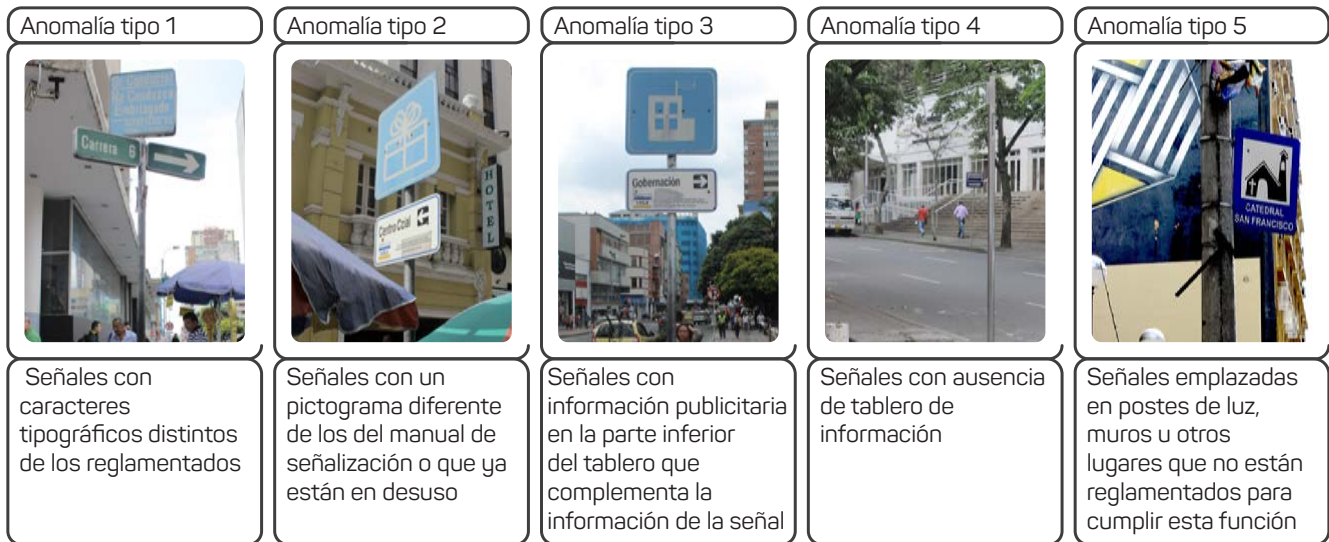 Anomalía tipo 1
Anomalía tipo 2
Anomalía tipo 3
Anomalía tipo 4
Anomalía tipo 5
Carrera 6
HOTEL
Gobernación
CATEDRAL
SAN FRANCISCO
Señales con
caracteres
tipográficos distintos
de los reglamentados
Señales con un
pictograma diferente
de los del manual de
señalización o que ya
están en desuso
Señales con
información publicitaria
en la parte inferior
del tablero que
complementa la
información de la señal
Señales con ausencia
de tablero de
información
Señales emplazadas
en postes de luz,
muros u otros
lugares que no están
reglamentados para
cumplir esta función